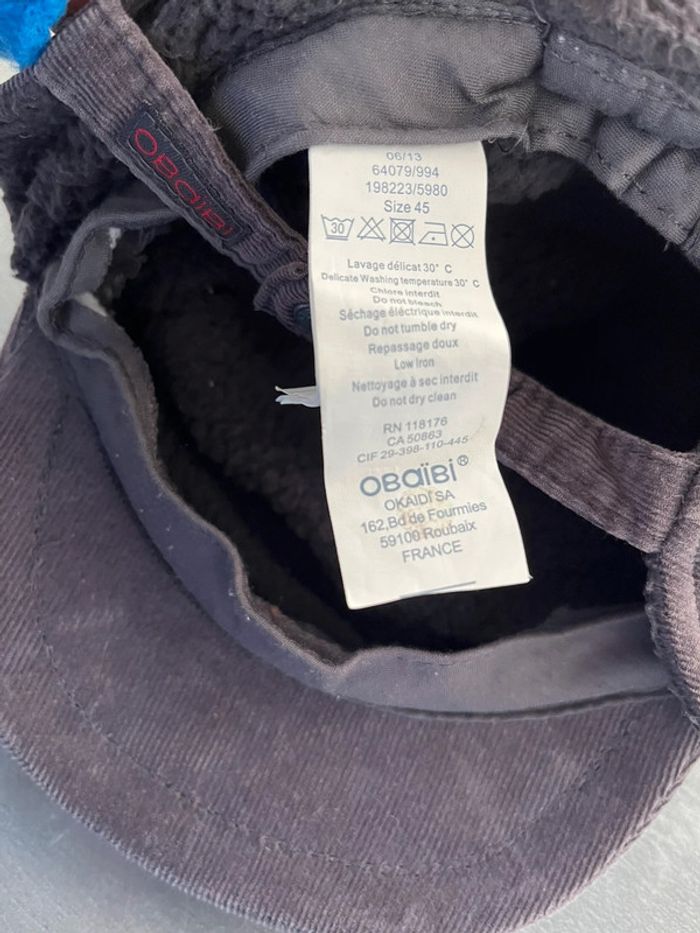 OBAÏBI
06/13
64079/994
198223/5980
Size 45
30
Lavage délicat 30° C
Delicate Washing temperature 30° C
Chlore interdit
Do not bleach
Séchage électrique interdit
Do not tumble dry
Repassage doux
Low iron
Nettoyage à sec interdit
Do not dry clean
RN 118176
CA 50863
CIF 29-398-110-445
OBAÏBI®
OKAIDI SA
162,Bd de Fourmies
59100 Roubaix
FRANCE